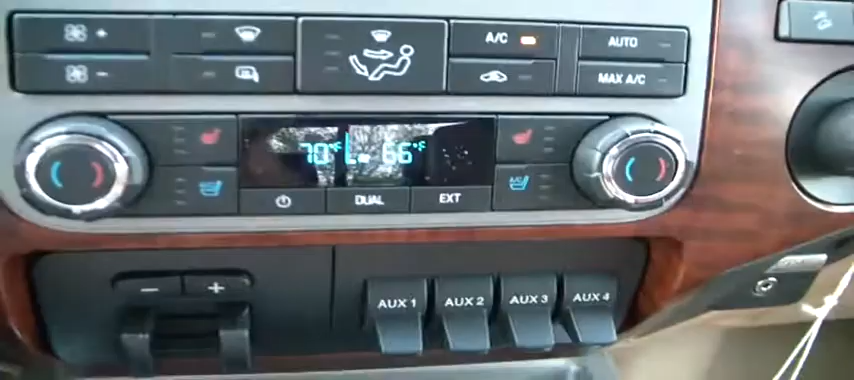 +
A/C
AUTO
−
MAX A/C
70°F
66°F
A/C
A/C
DUAL
EXT
− +
AUX 1
AUX 2
AUX 3
AUX 4